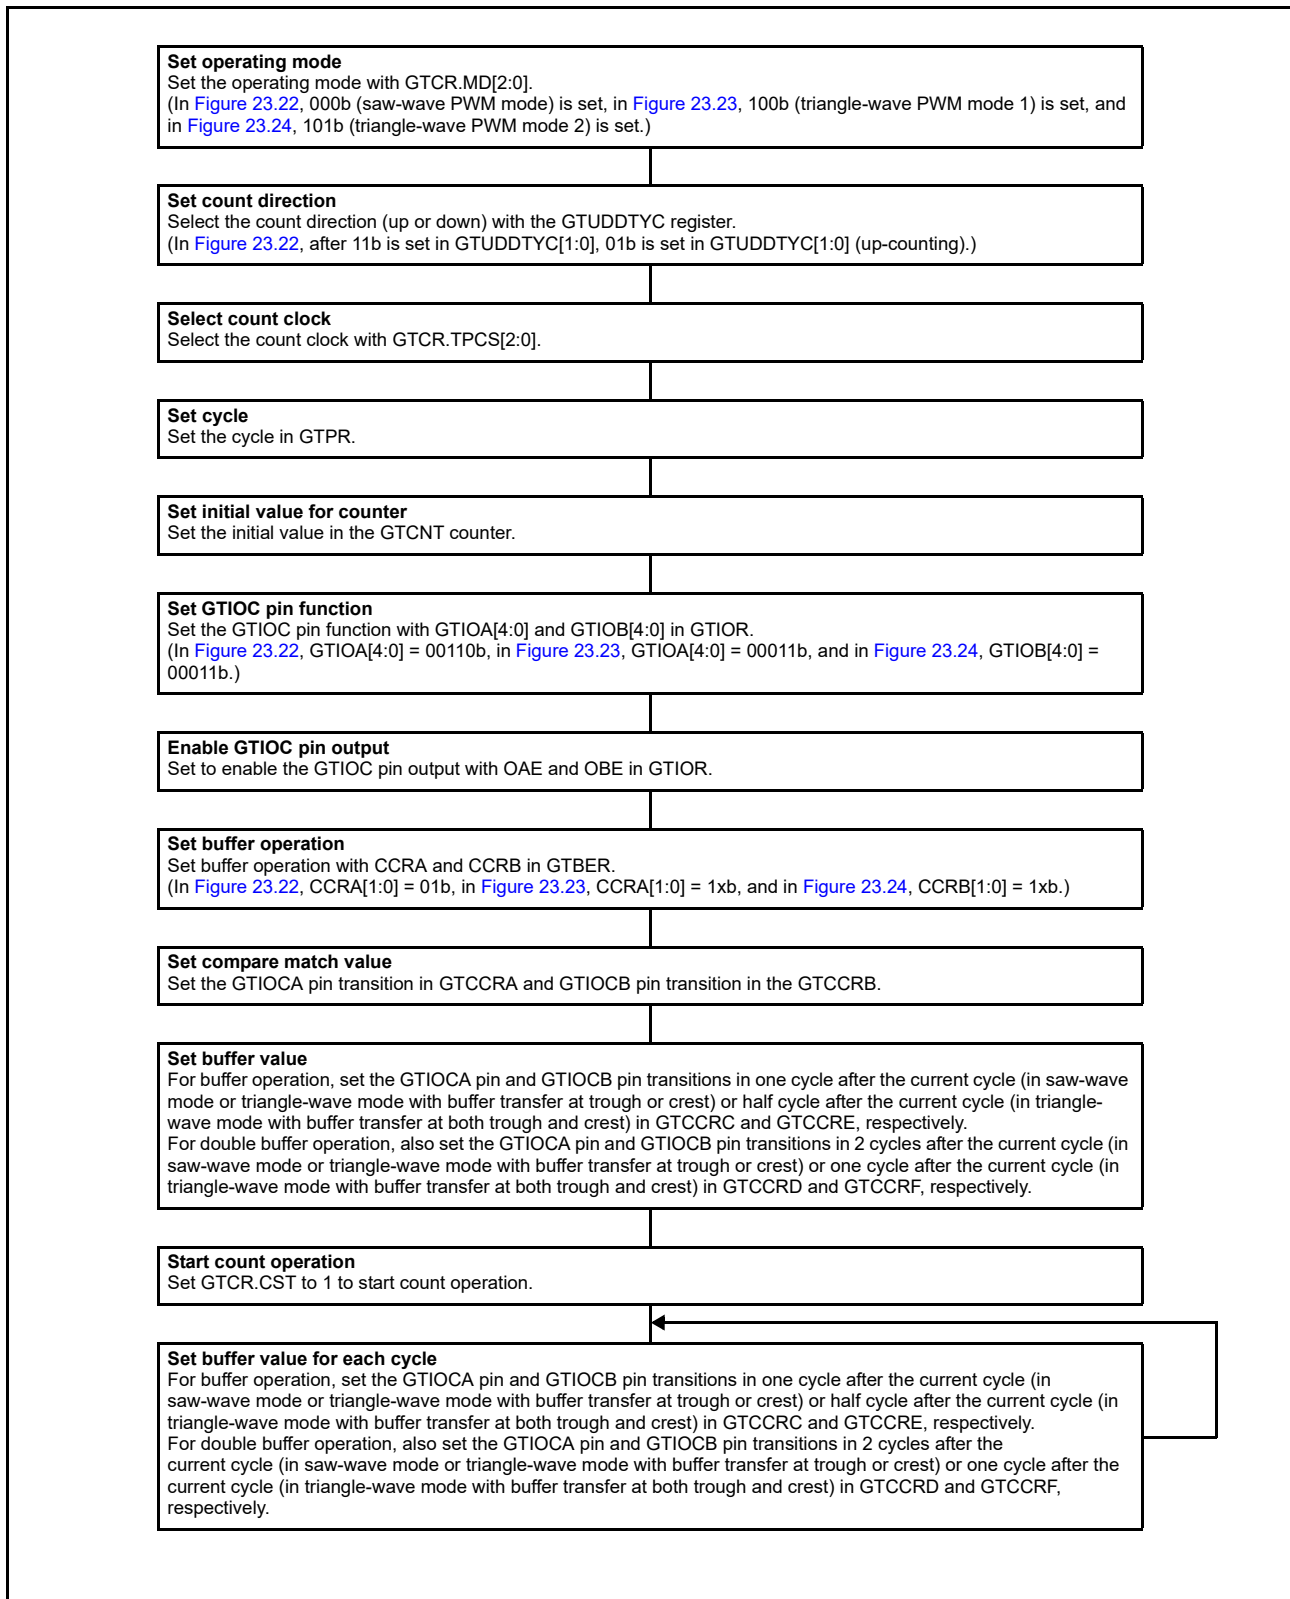 Set operating mode
Set the operating mode with GTCR.MD[2:0].
(In Figure 23.22, 000b (saw-wave PWM mode) is set, in Figure 23.23, 100b (triangle-wave PWM mode 1) is set, and
in Figure 23.24, 101b (triangle-wave PWM mode 2) is set.)
Set count direction
Select the count direction (up or down) with the GTUDDTYC register.
(In Figure 23.22, after 11b is set in GTUDDTYC[1:0], 01b is set in GTUDDTYC[1:0] (up-counting).)
Select count clock
Select the count clock with GTCR.TPCS[2:0].
Set cycle
Set the cycle in GTPR.
Set initial value for counter
Set the initial value in the GTCNT counter.
Set GTIOC pin function
Set the GTIOC pin function with GTIOA[4:0] and GTIOB[4:0] in GTIOR.
(In Figure 23.22, GTIOA[4:0] = 00110b, in Figure 23.23, GTIOA[4:0] = 00011b, and in Figure 23.24, GTIOB[4:0] =
00011b.)
Enable GTIOC pin output
Set to enable the GTIOC pin output with OAE and OBE in GTIOR.
Set buffer operation
Set buffer operation with CCRA and CCRB in GTBER.
(In Figure 23.22, CCRA[1:0] = 01b, in Figure 23.23, CCRA[1:0] = 1xb, and in Figure 23.24, CCRB[1:0] = 1xb.)
Set compare match value
Set the GTIOCA pin transition in GTCCRA and GTIOCB pin transition in the GTCCRB.
Set buffer value
For buffer operation, set the GTIOCA pin and GTIOCB pin transitions in one cycle after the current cycle (in saw-wave
mode or triangle-wave mode with buffer transfer at trough or crest) or half cycle after the current cycle (in triangle-
wave mode with buffer transfer at both trough and crest) in GTCCRC and GTCCRE, respectively.
For double buffer operation, also set the GTIOCA pin and GTIOCB pin transitions in 2 cycles after the current cycle (in
saw-wave mode or triangle-wave mode with buffer transfer at trough or crest) or one cycle after the current cycle (in
triangle-wave mode with buffer transfer at both trough and crest) in GTCCRD and GTCCRF, respectively.
Start count operation
Set GTCR.CST to 1 to start count operation.
Set buffer value for each cycle
For buffer operation, set the GTIOCA pin and GTIOCB pin transitions in one cycle after the current cycle (in
saw-wave mode or triangle-wave mode with buffer transfer at trough or crest) or half cycle after the current cycle (in
triangle-wave mode with buffer transfer at both trough and crest) in GTCCRC and GTCCRE, respectively.
For double buffer operation, also set the GTIOCA pin and GTIOCB pin transitions in 2 cycles after the
current cycle (in saw-wave mode or triangle-wave mode with buffer transfer at trough or crest) or one cycle after the
current cycle (in triangle-wave mode with buffer transfer at both trough and crest) in GTCCRD and GTCCRF,
respectively.